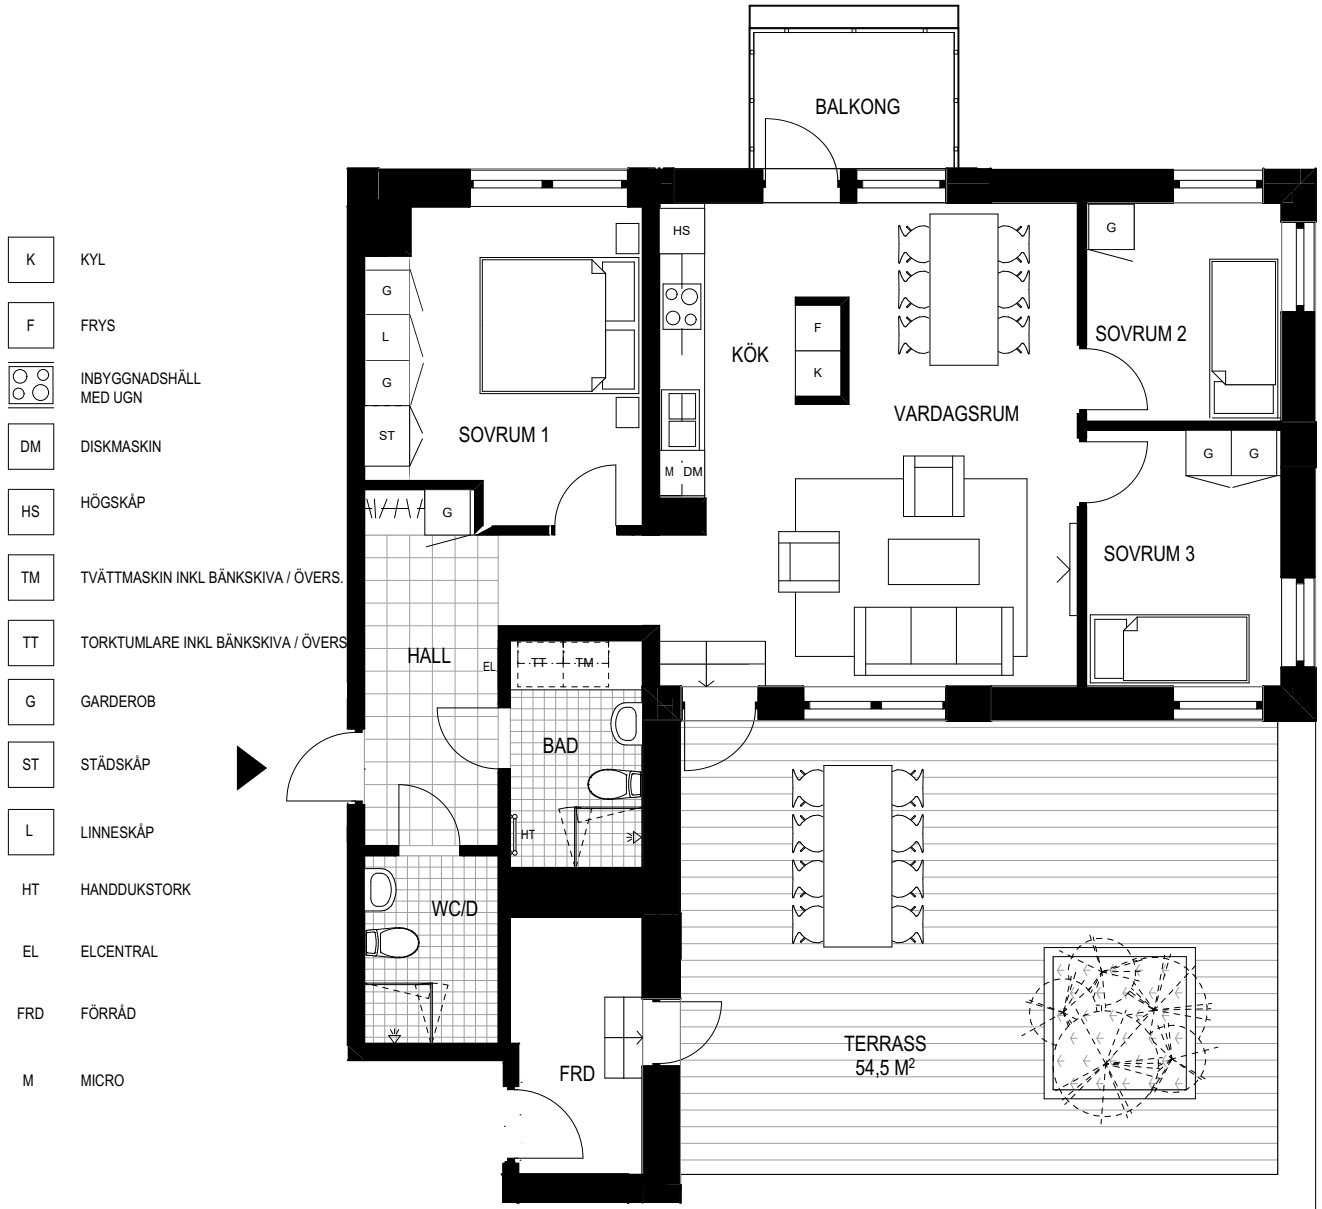 K KYL
F FRYS
INBYGGNADSHÄLL
MED UGN
DM DISKMASKIN
HS HÖGSKÅP
TM TVÄTTMASKIN INKL BÄNKSKIVA / ÖVERS.
TT TORKTUMLARE INKL BÄNKSKIVA / ÖVERS
G GARDEROB
ST STÄDSKÅP
L LINNESKÅP
HT HANDDUKSTORK
EL ELCENTRAL
FRD FÖRRÅD
M MICRO
BALKONG
HS
G
G
L
G
ST
SOVRUM 1
G
KÖK
F
K
M DM
VARDAGSRUM
SOVRUM 2
G G
SOVRUM 3
HALL
EL
TT TM
BAD
HT
WC/D
FRD
TERRASS
54,5 M²